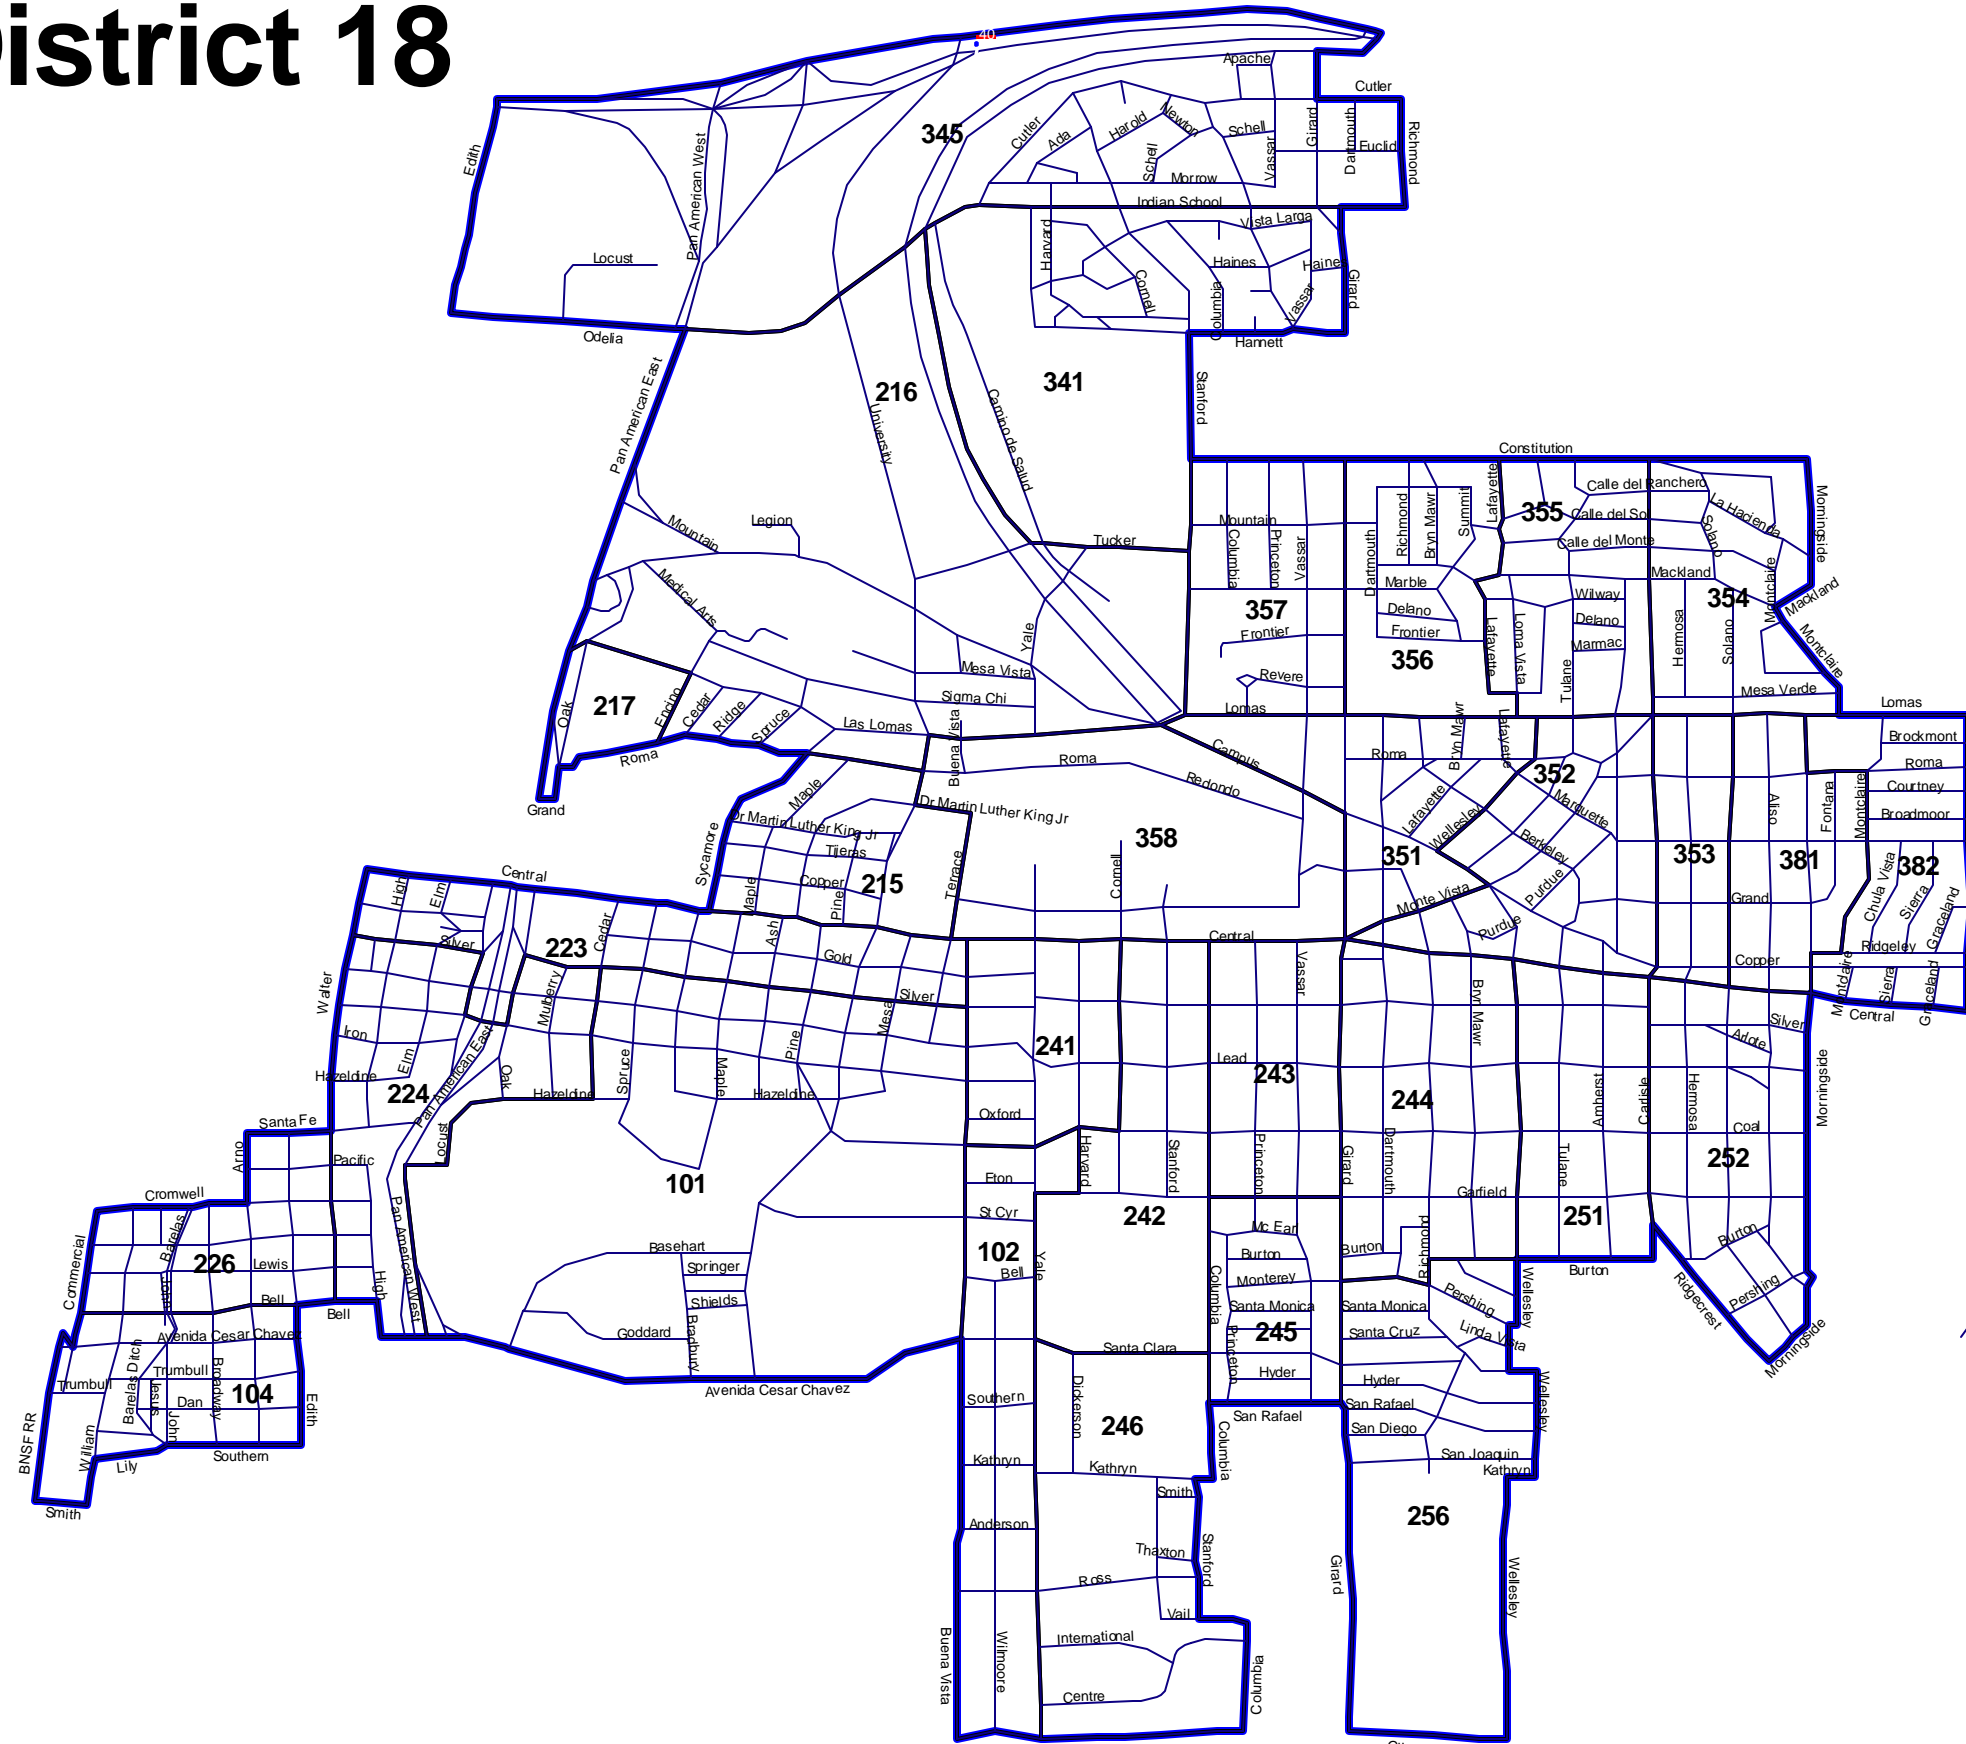 District 18
40
Apache
Cutler
345
Cutler
Ada
Harold
Newton
Schell
Schell
Vassar
Girard
Dartmouth
Euclid
Richmond
Edith
Pan American West
Morrow
Indian School
Vista Larga
Harvard
Haines
Haines
Locust
Cornell
Columbia
Vassar
Girard
Odelia
Hannett
Pan American East
216
341
Stanford
University
Camino de Salud
Constitution
Calle del Ranchero
La Hacienda
Morningside
Lafayette
Summit
Bryn Mawr
Richmond
355
Calle del Sol
Solano
Mountain
Legion
Mountain
Tucker
Columbia
Princeton
Vassar
Dartmouth
Calle del Monte
Mackland
Montclaire
Mackland
Medical Arts
Marble
Wilway
354
357
Delano
Delano
Frontier
Frontier
Lafayette
Loma Vista
Marmac
Hermosa
Solano
Montclaire
Yale
356
Mesa Vista
Revere
Tulane
Sigma Chi
Mesa Verde
217
Oak
Encino
Cedar
Ridge
Spruce
Las Lomas
Buena Vista
Lomas
Lomas
Bryn Mawr
Lafayette
Roma
Roma
Campus
Roma
Brockmont
Roma
Redondo
352
Courtney
Maple
Dr Martin Luther King Jr
Marquette
Aliso
Fontana
Montclaire
Broadmoor
Grand
Dr Martin Luther King Jr
Lafayette
Wellesley
Berkeley
Sycamore
Tijeras
358
351
353
381
382
Central
Copper
215
Terrace
Cornell
Monte Vista
Purdue
Grand
Chula Vista
Sierra
Graceland
High
Elm
Maple
Pine
Purdue
Silver
223
Cedar
Ash
Gold
Central
Ridgeley
Copper
Walter
Mulberry
Silver
Mesa
Vassar
Bryn Mawr
Montclaire
Sierra
Graceland
Central
Iron
Elm
Pan American East
Pine
241
Silver
Arlote
Hazeldine
Oak
Spruce
Maple
Lead
243
Morningside
224
Hazeldine
Hazeldine
244
Amherst
Carlisle
Hermosa
Santa Fe
Oxford
Coal
Arno
Locust
Pacific
Harvard
Stanford
Princeton
Girard
Dartmouth
Tulane
252
101
Eton
Garfield
Cromwell
St Cyr
242
251
Barelas
Pan American West
Mc Ear
Richmond
Burton
226
Basehart
102
Burton
Burton
Commercial
Lewis
Springer
Bell
Yale
Monterey
Burton
Wellesley
John
High
Shields
Columbia
Santa Monica
Santa Monica
Pershing
Ridgecrest
Pershing
Bell
Bell
Avenida Cesar Chavez
Goddard
Bradbury
Princeton
245
Santa Cruz
Linda Vista
Morningside
Santa Clara
Trumbull
Trumbull
Barelas Ditch
Jesus
Broadway
Hyder
Hyder
Dan
104
Avenida Cesar Chavez
Southern
Dickerson
San Rafael
Wellesley
BNSF RR
William
John
Edith
246
San Rafael
San Diego
Lily
Southern
Kathryn
Kathryn
Columbia
San Joaquin
Kathryn
Smith
Smith
256
Anderson
Thaxton
Stanford
Ross
Girard
Wellesley
Vail
Buena Vista
Wilmoore
International
Centre
Columbia